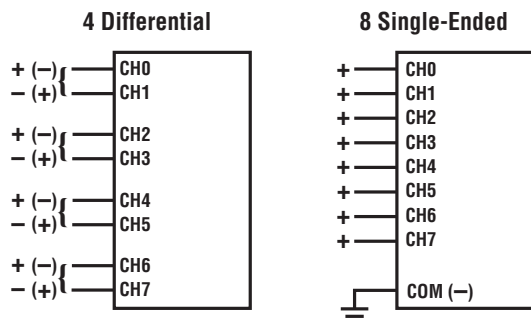 4 Differential
+ (−) { CH0
− (+) CH1
+ (−) { CH2
− (+) CH3
+ (−) { CH4
− (+) CH5
+ (−) { CH6
− (+) CH7
8 Single-Ended
+ CH0
+ CH1
+ CH2
+ CH3
+ CH4
+ CH5
+ CH6
+ CH7
COM (−)